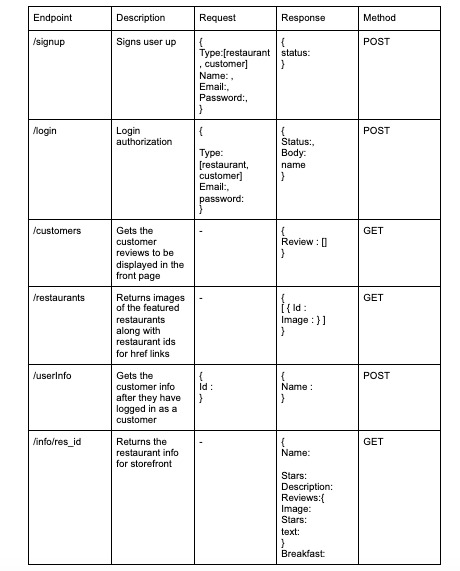 Endpoint Description Request Response Method
/signup Signs user up { { POST
Type:[restaurant status:
, customer] }
Name: ,
Email:,
Password:,
}
/login Login { { POST
authorization Status:,
Type: Body:
[restaurant, name
customer] }
Email:,
password:
}
/customers Gets the - { GET
customer Review : []
reviews to be }
displayed in the
front page
/restaurants Returns images - { GET
of the featured [ { Id :
restaurants Image : } ]
along with }
restaurant ids
for href links
/userInfo Gets the { { POST
customer info Id : Name :
after they have } }
logged in as a
customer
/info/res_id Returns the - { GET
restaurant info Name:
for storefront
Stars:
Description:
Reviews:{
Image:
Stars:
text:
}
Breakfast: